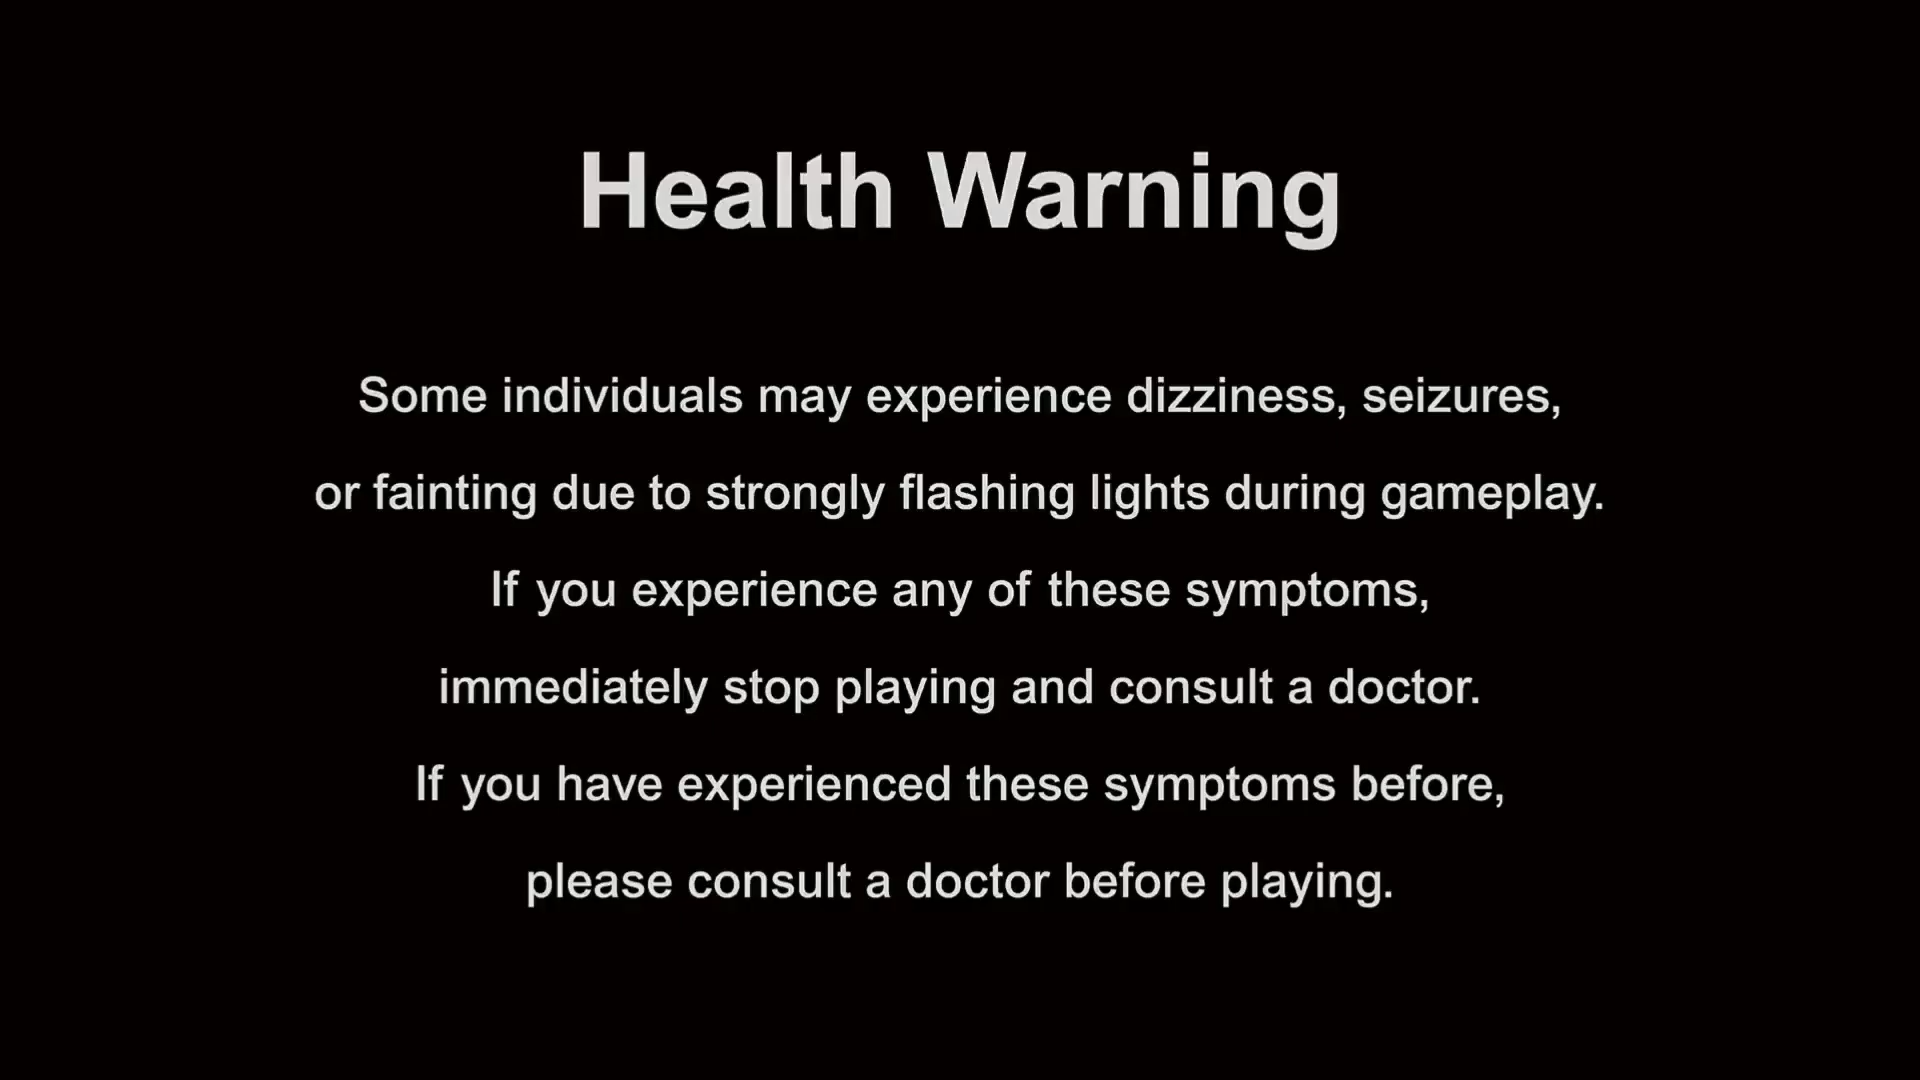 Health Warning
Some individuals may experience dizziness, seizures,
or fainting due to strongly flashing lights during gameplay.
If you experience any of these symptoms,
immediately stop playing and consult a doctor.
If you have experienced these symptoms before,
please consult a doctor before playing.